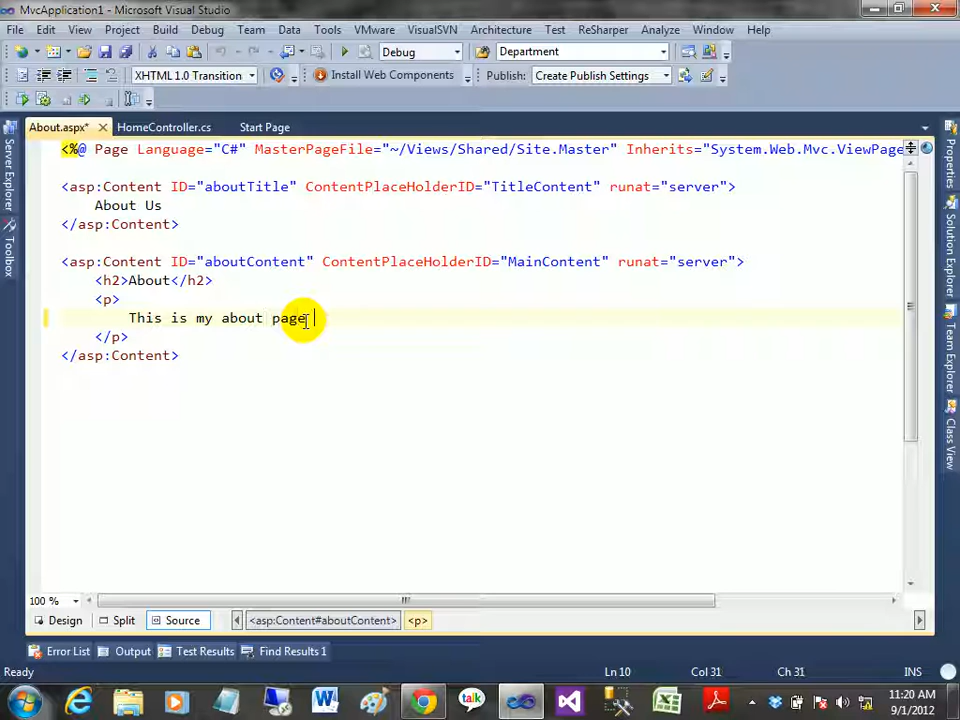 MvcApplication1 - Microsoft Visual Studio
File Edit View Project Build Debug Team Data Tools VMware VisualSVN Architecture Test ReSharper Analyze Window Help
Debug Department
XHTML 1.0 Transition Install Web Components Publish: Create Publish Settings
About.aspx* HomeController.cs Start Page
<%@ Page Language="C#" MasterPageFile="~/Views/Shared/Site.Master" Inherits="System.Web.Mvc.ViewPage
<asp:Content ID="aboutTitle" ContentPlaceHolderID="TitleContent" runat="server">
About Us
</asp:Content>
<asp:Content ID="aboutContent" ContentPlaceHolderID="MainContent" runat="server">
<h2>About</h2>
<p>
This is my about page
</p>
</asp:Content>
Server Explorer
Toolbox
Properties
Solution Explorer
Team Explorer
Class View
100 %
Design Split Source <asp:Content#aboutContent> <p>
Error List Output Test Results Find Results 1
Ready Ln 10 Col 31 Ch 31 INS
talk
11:20 AM
9/1/2012